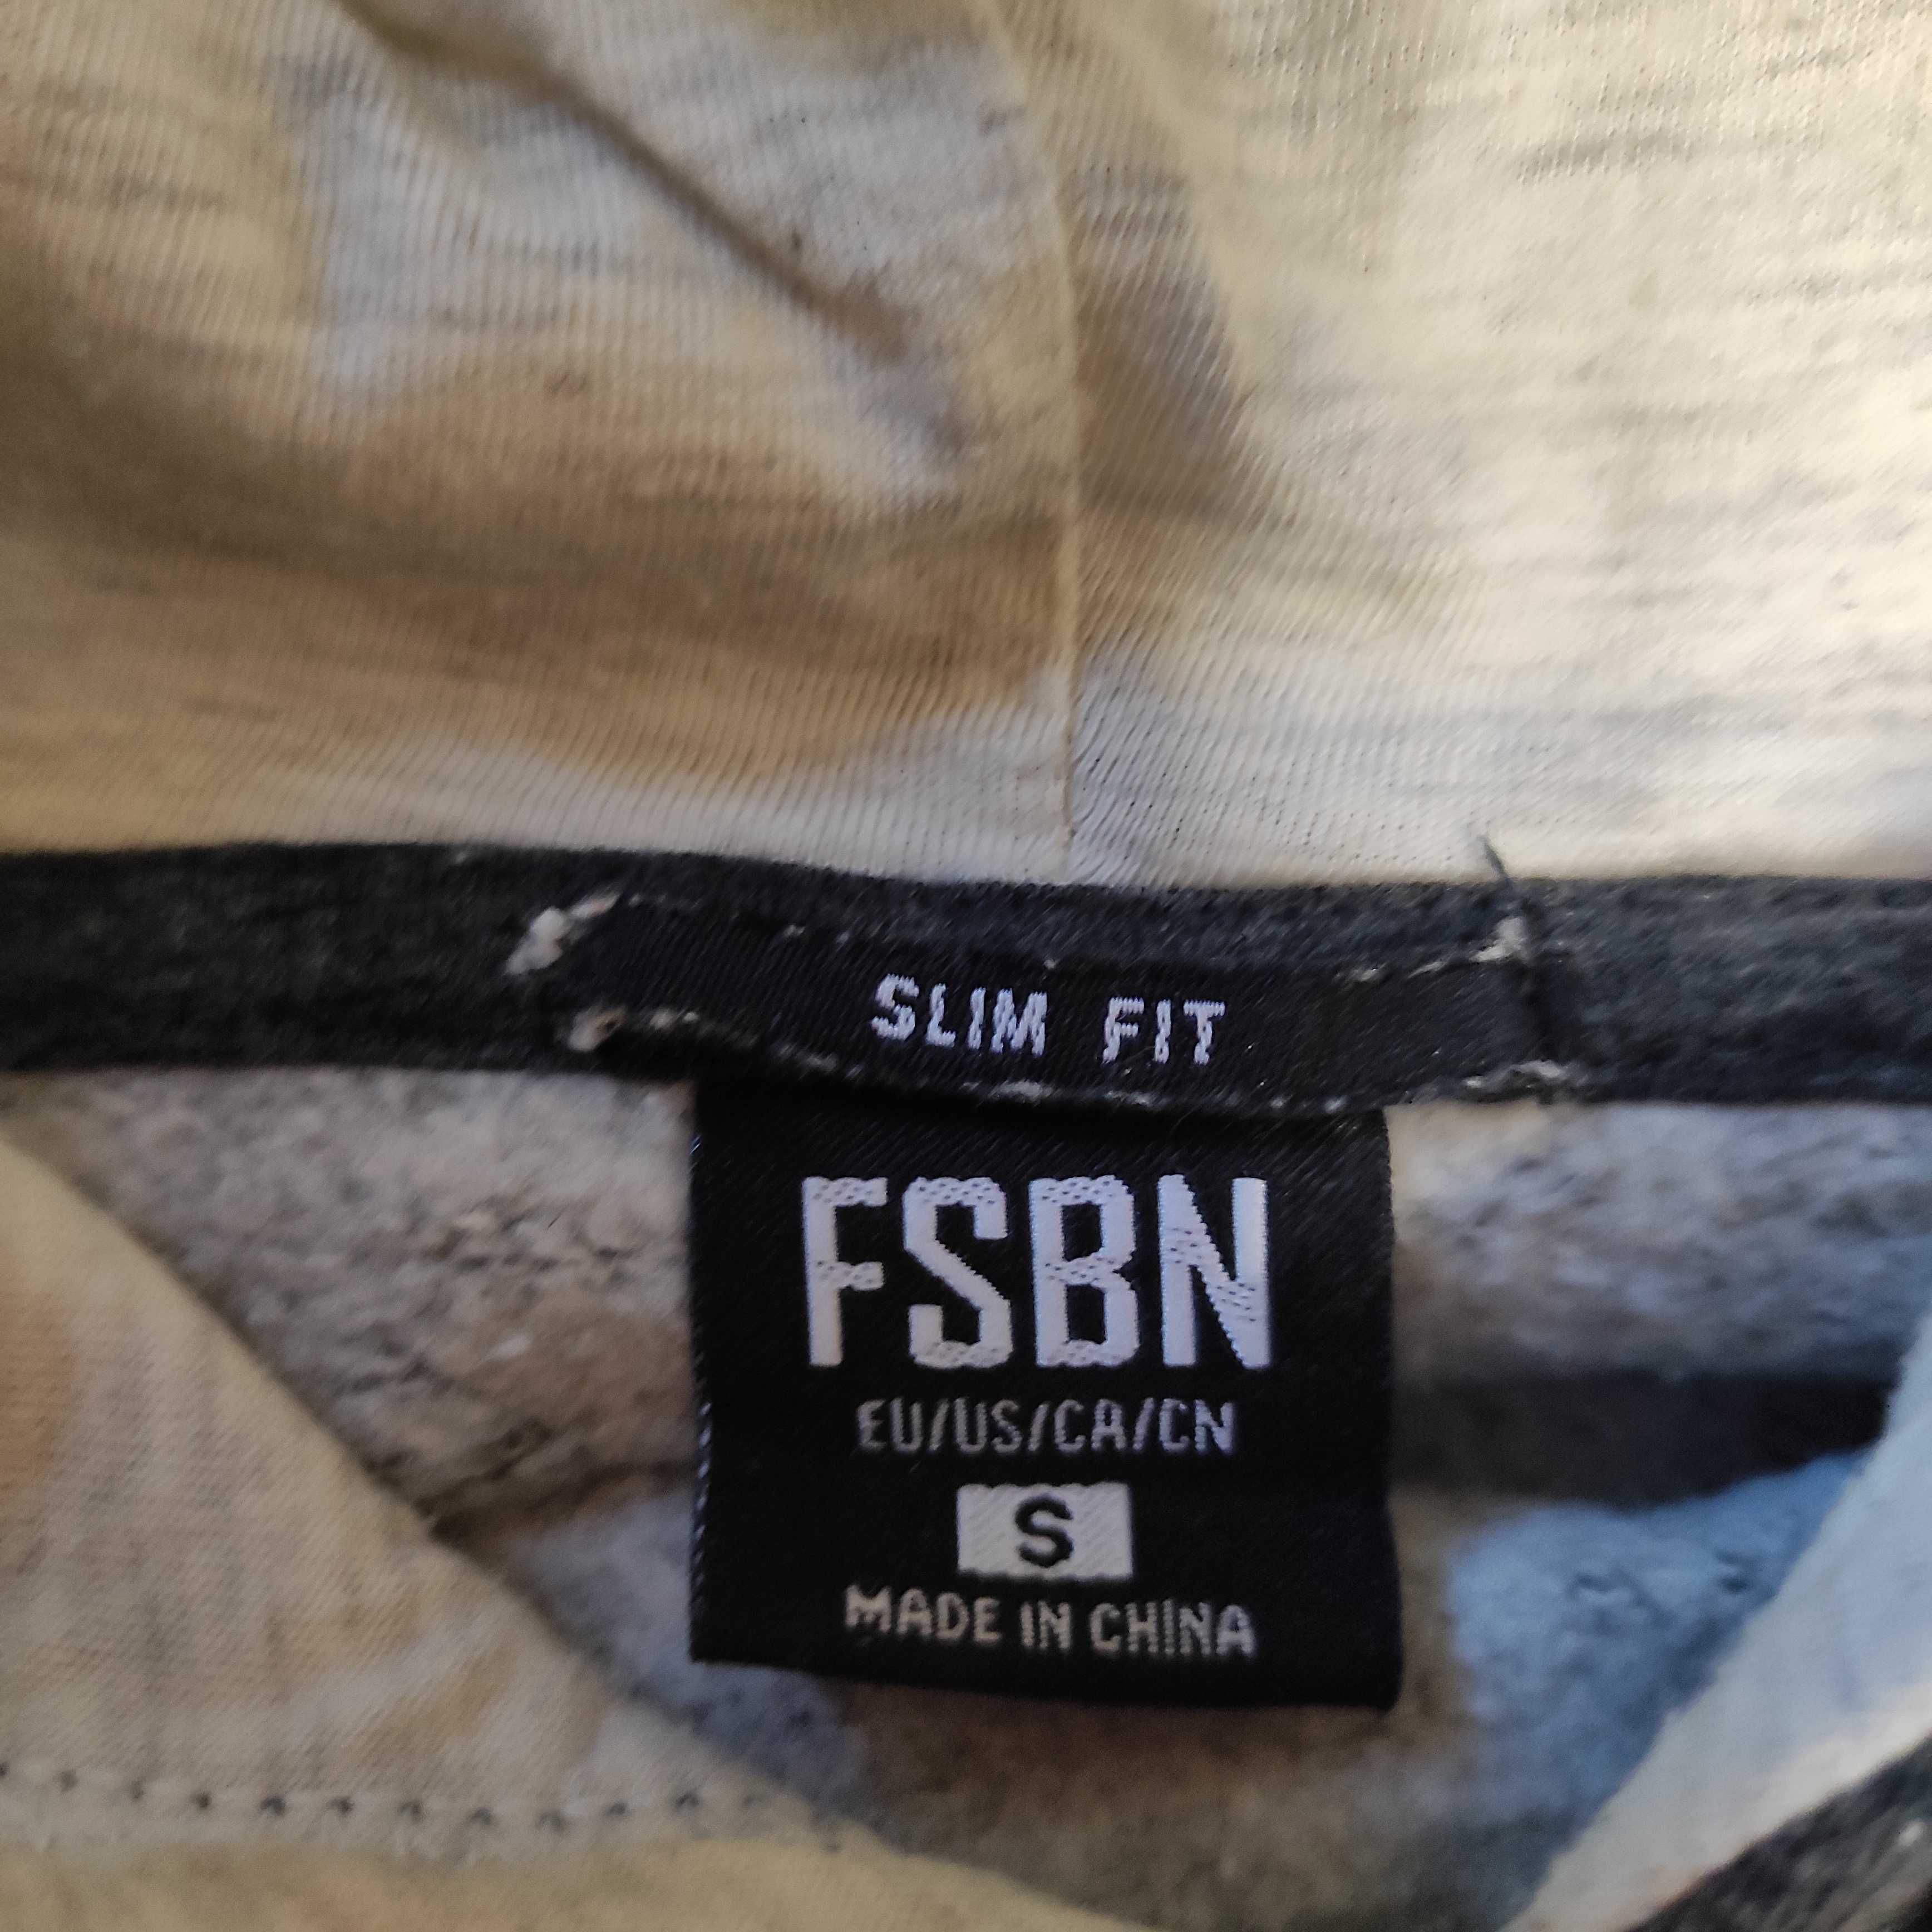 SLIM FIT
FSBN
EU/US/CA/CN
S
MADE IN CHINA